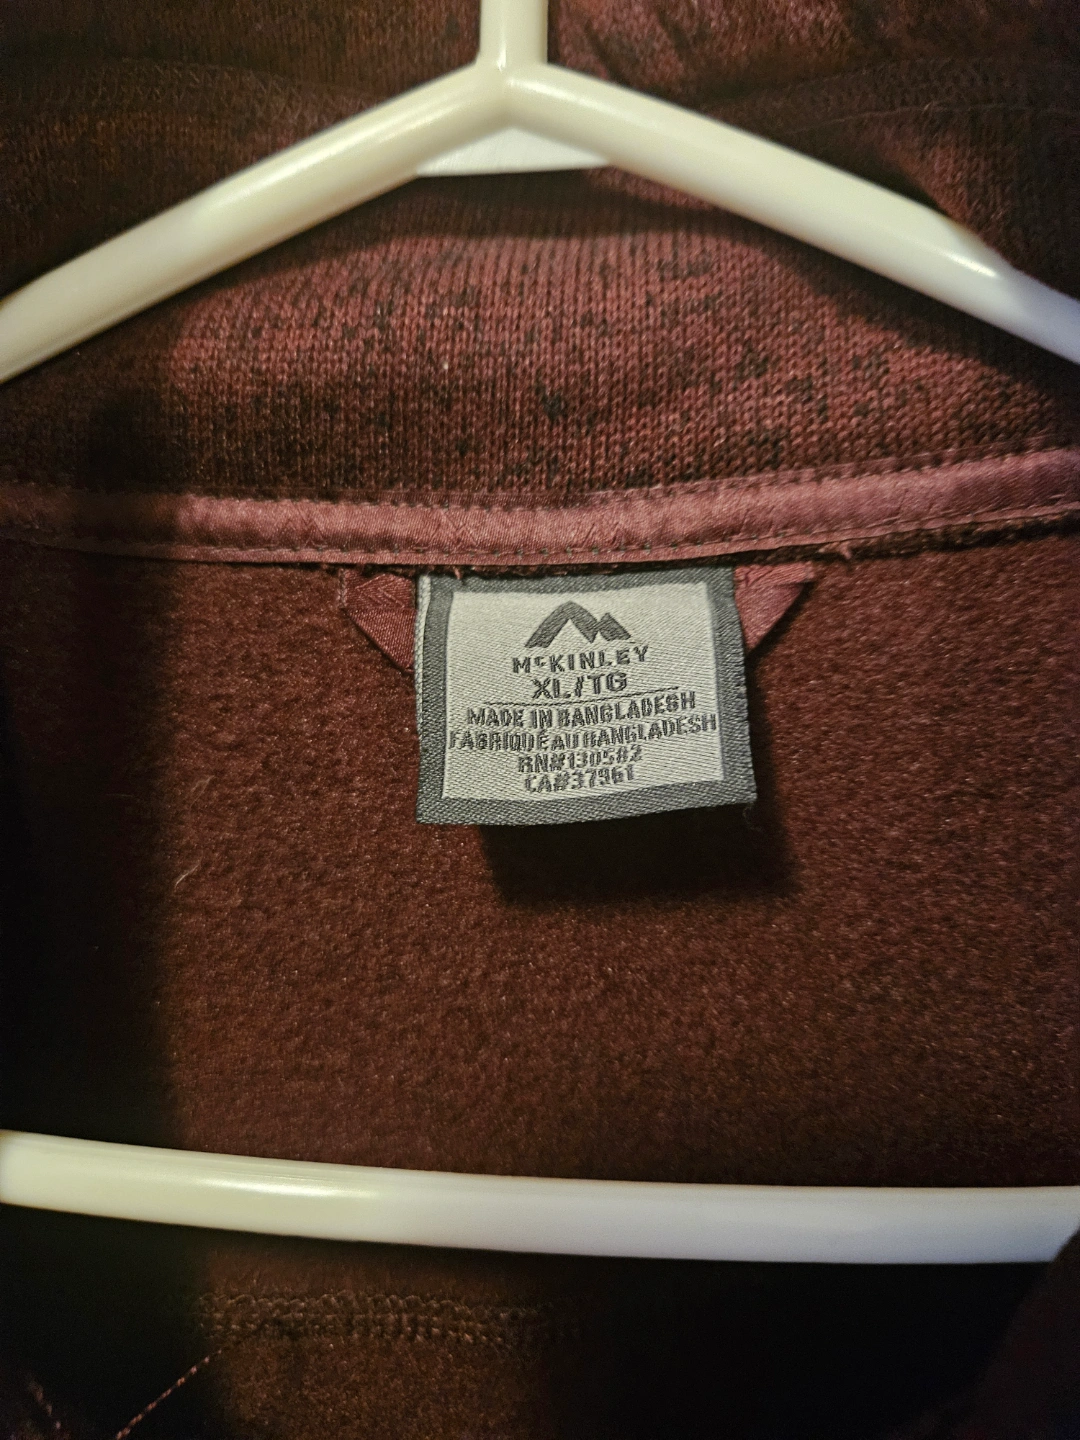 McKINLEY
XL/TG
MADE IN BANGLADESH
FABRIQUÉ AU BANGLADESH
RN#130582
CA#37961